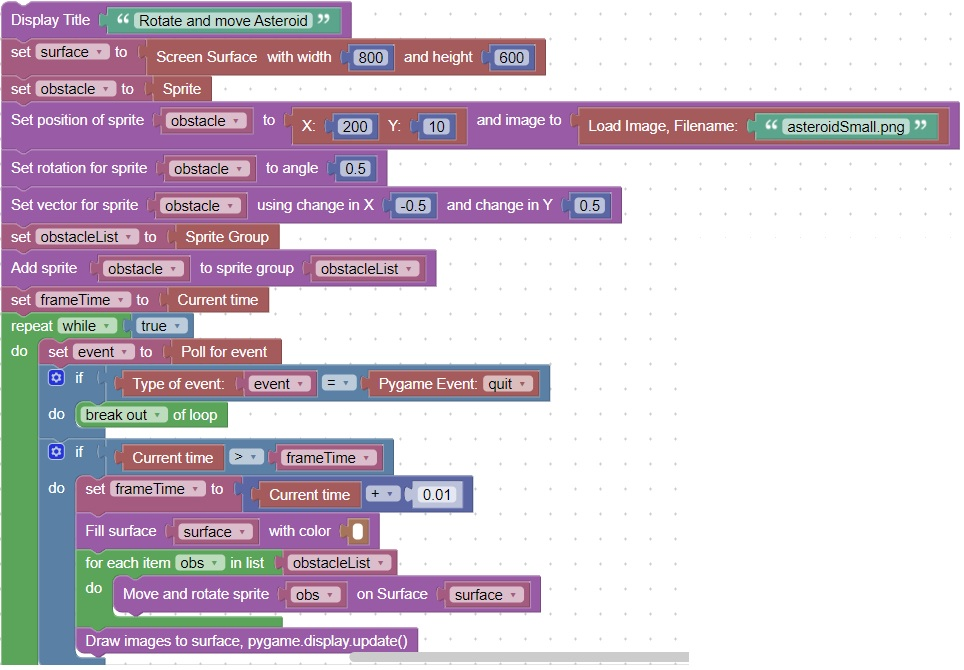 Display Title “ Rotate and move Asteroid ”
set surface to Screen Surface with width 800 and height 600
set obstacle to Sprite
Set position of sprite obstacle to X: 200 Y: 10 and image to Load Image, Filename: “ asteroidSmall.png ”
Set rotation for sprite obstacle to angle 0.5
Set vector for sprite obstacle using change in X -0.5 and change in Y 0.5
set obstacleList to Sprite Group
Add sprite obstacle to sprite group obstacleList
set frameTime to Current time
repeat while true
do set event to Poll for event
if Type of event: event = Pygame Event: quit
do break out of loop
if Current time > frameTime
do set frameTime to Current time + 0.01
Fill surface surface with color
for each item obs in list obstacleList
do Move and rotate sprite obs on Surface surface
Draw images to surface, pygame.display.update()